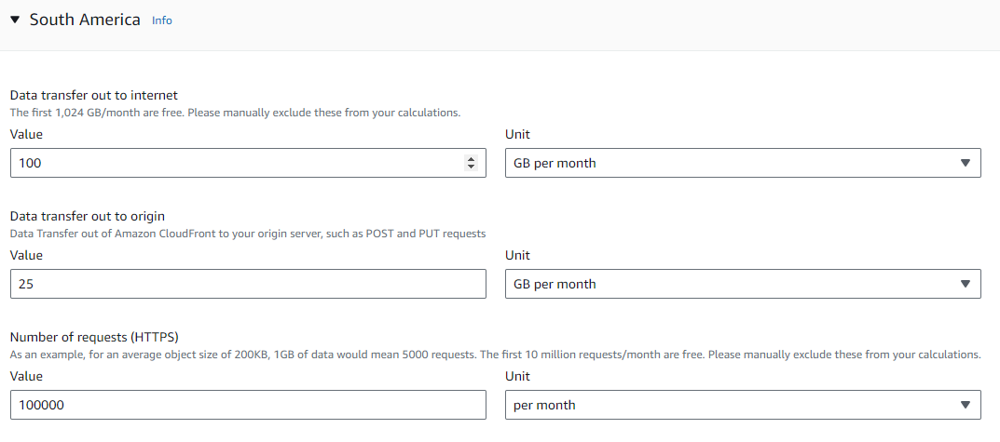 South America Info
Data transfer out to internet
The first 1,024 GB/month are free. Please manually exclude these from your calculations.
Value Unit
100 GB per month
Data transfer out to origin
Data Transfer out of Amazon CloudFront to your origin server, such as POST and PUT requests
Value Unit
25 GB per month
Number of requests (HTTPS)
As an example, for an average object size of 200KB, 1GB of data would mean 5000 requests. The first 10 million requests/month are free. Please manually exclude these from your calculations.
Value Unit
100000 per month